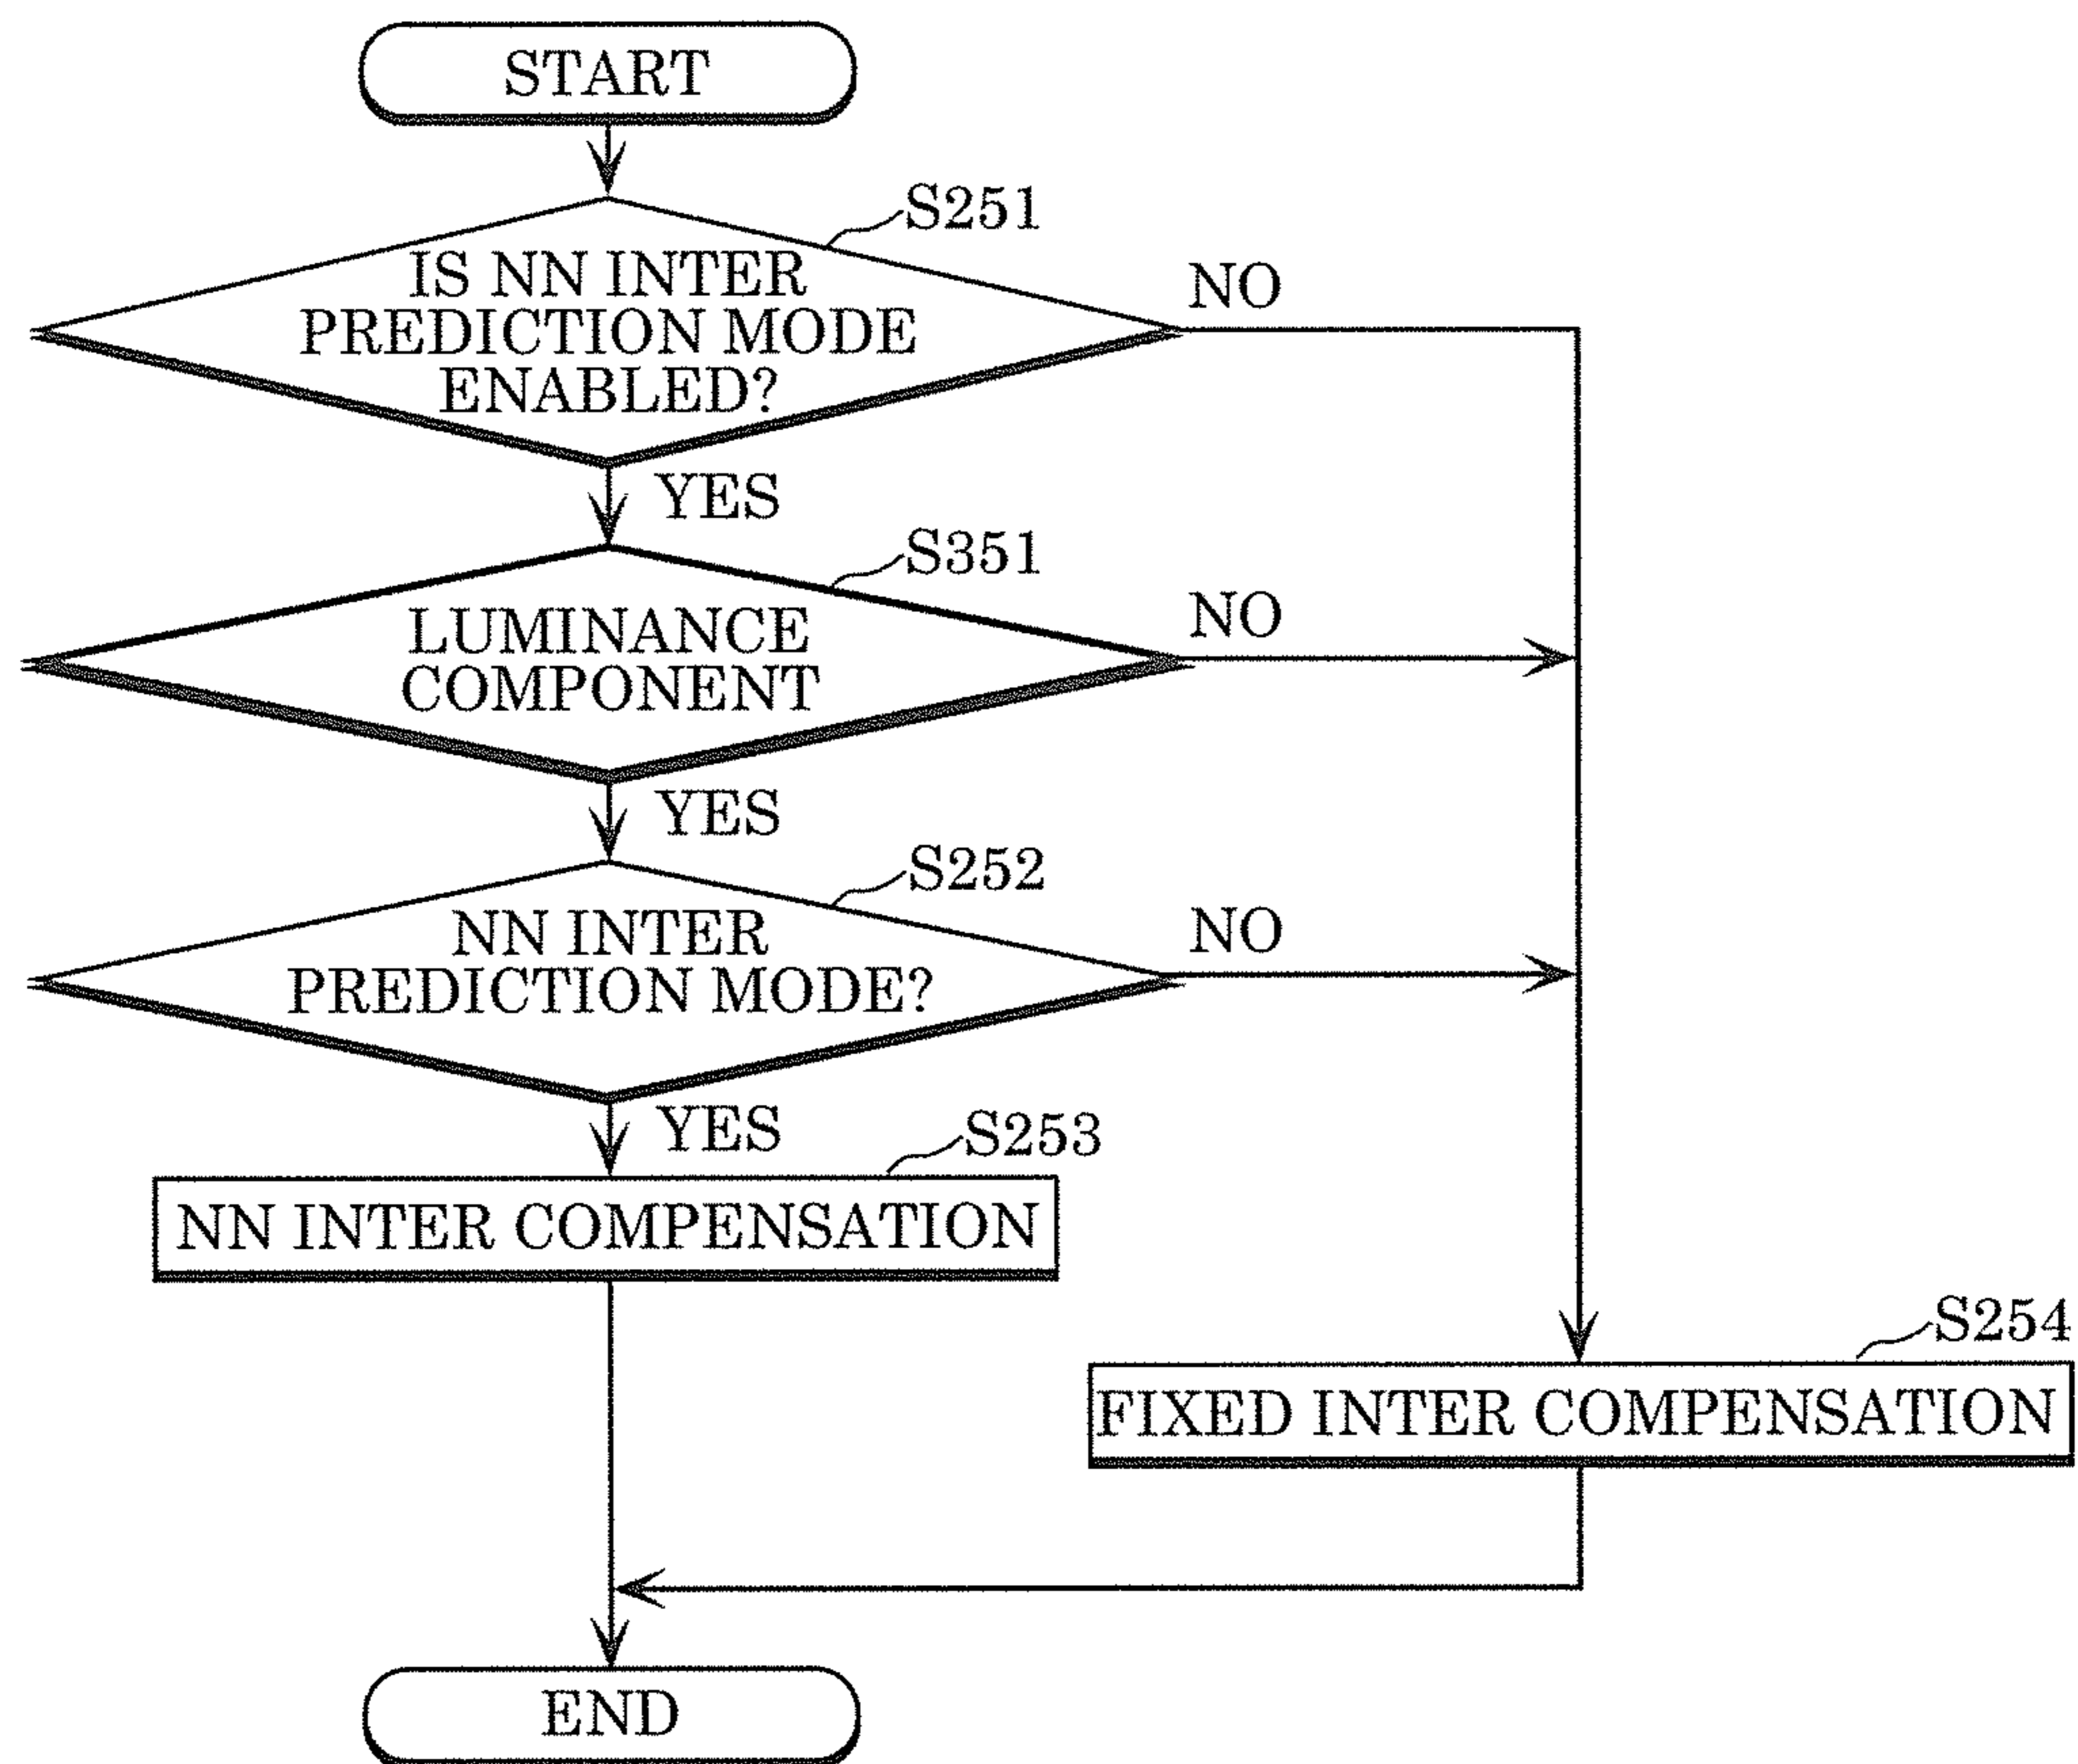 START
S251
IS NN INTER
PREDICTION MODE
ENABLED?
NO
YES
S351
LUMINANCE
COMPONENT
NO
YES
S252
NN INTER
PREDICTION MODE?
NO
YES
S253
NN INTER COMPENSATION
S254
FIXED INTER COMPENSATION
END